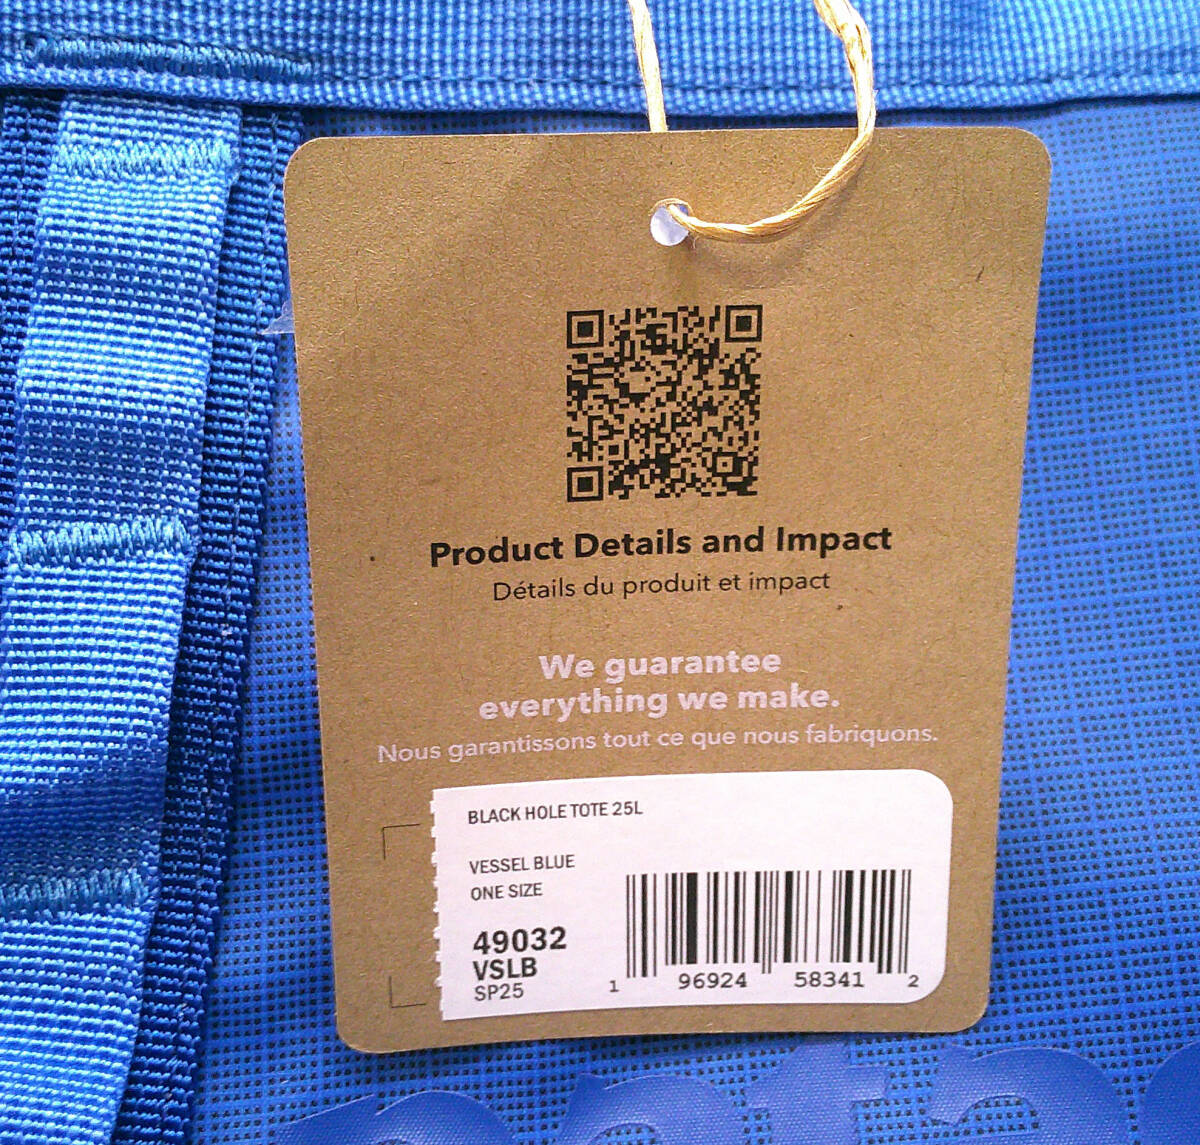 Product Details and Impact
Détails du produit et impact
We guarantee
everything we make.
Nous garantissons tout ce que nous fabriquons.
BLACK HOLE TOTE 25L
VESSEL BLUE
ONE SIZE
49032
VSLB
SP25
1 96924 58341 2